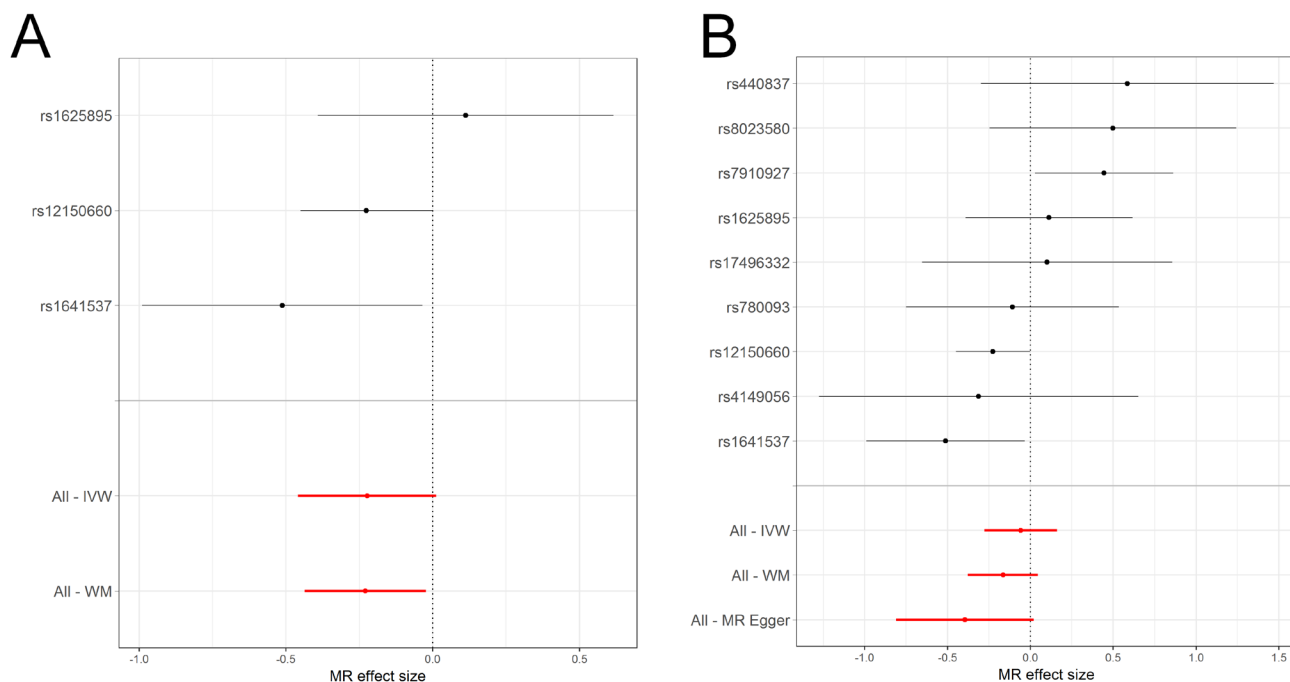 A
rs1625895
rs12150660
rs1641537
All - IVW
All - WM
-1.0 -0.5 0.0 0.5
MR effect size
B
rs440837
rs8023580
rs7910927
rs1625895
rs17496332
rs780093
rs12150660
rs4149056
rs1641537
All - IVW
All - WM
All - MR Egger
-1.0 -0.5 0.0 0.5 1.0 1.5
MR effect size